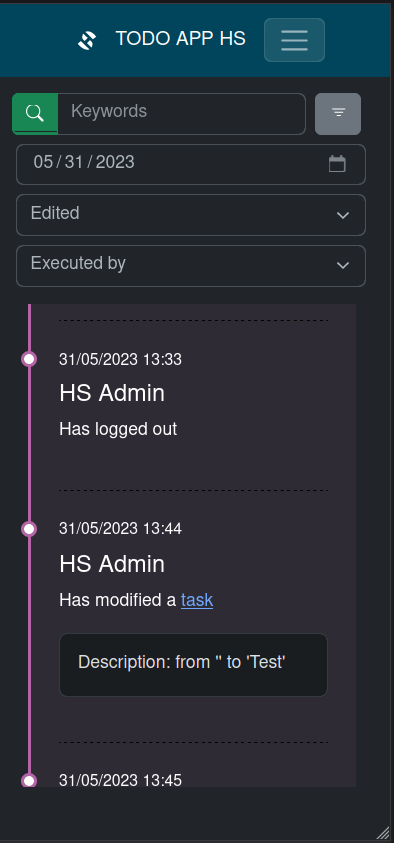 TODO APP HS
Keywords
05/31/2023
Edited
Executed by
31/05/2023 13:33
HS Admin
Has logged out
31/05/2023 13:44
HS Admin
Has modified a task
Description: from '' to 'Test'
31/05/2023 13:45